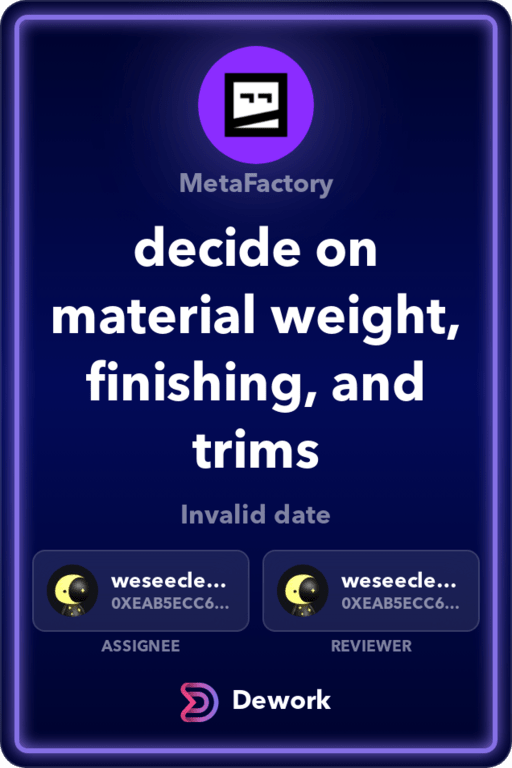 MetaFactory
decide on
material weight,
finishing, and
trims
Invalid date
weseecle...
0XEAB5ECC6...
weseecle...
0XEAB5ECC6...
ASSIGNEE
REVIEWER
Dework